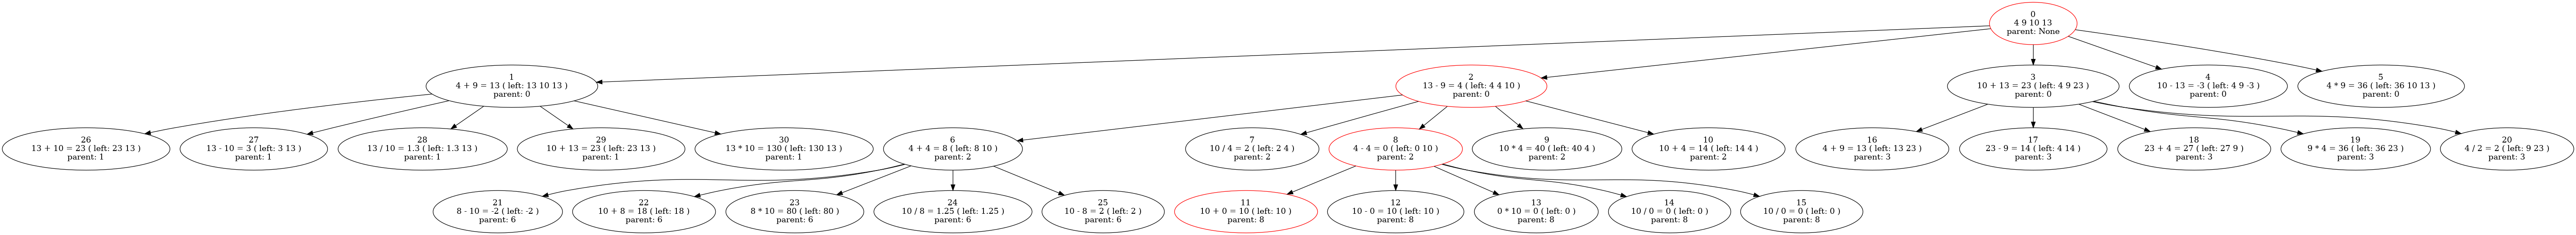 0
4 9 10 13
parent: None
1
4 + 9 = 13 ( left: 13 10 13 )
parent: 0
2
13 - 9 = 4 ( left: 4 4 10 )
parent: 0
3
10 + 13 = 23 ( left: 4 9 23 )
parent: 0
4
10 - 13 = -3 ( left: 4 9 -3 )
parent: 0
5
4 * 9 = 36 ( left: 36 10 13 )
parent: 0
26
13 + 10 = 23 ( left: 23 13 )
parent: 1
27
13 - 10 = 3 ( left: 3 13 )
parent: 1
28
13 / 10 = 1.3 ( left: 1.3 13 )
parent: 1
29
10 + 13 = 23 ( left: 23 13 )
parent: 1
30
13 * 10 = 130 ( left: 130 13 )
parent: 1
6
4 + 4 = 8 ( left: 8 10 )
parent: 2
7
10 / 4 = 2 ( left: 2 4 )
parent: 2
8
4 - 4 = 0 ( left: 0 10 )
parent: 2
9
10 * 4 = 40 ( left: 40 4 )
parent: 2
10
10 + 4 = 14 ( left: 14 4 )
parent: 2
16
4 + 9 = 13 ( left: 13 23 )
parent: 3
17
23 - 9 = 14 ( left: 4 14 )
parent: 3
18
23 + 4 = 27 ( left: 27 9 )
parent: 3
19
9 * 4 = 36 ( left: 36 23 )
parent: 3
20
4 / 2 = 2 ( left: 9 23 )
parent: 3
21
8 - 10 = -2 ( left: -2 )
parent: 6
22
10 + 8 = 18 ( left: 18 )
parent: 6
23
8 * 10 = 80 ( left: 80 )
parent: 6
24
10 / 8 = 1.25 ( left: 1.25 )
parent: 6
25
10 - 8 = 2 ( left: 2 )
parent: 6
11
10 + 0 = 10 ( left: 10 )
parent: 8
12
10 - 0 = 10 ( left: 10 )
parent: 8
13
0 * 10 = 0 ( left: 0 )
parent: 8
14
10 / 0 = 0 ( left: 0 )
parent: 8
15
10 / 0 = 0 ( left: 0 )
parent: 8